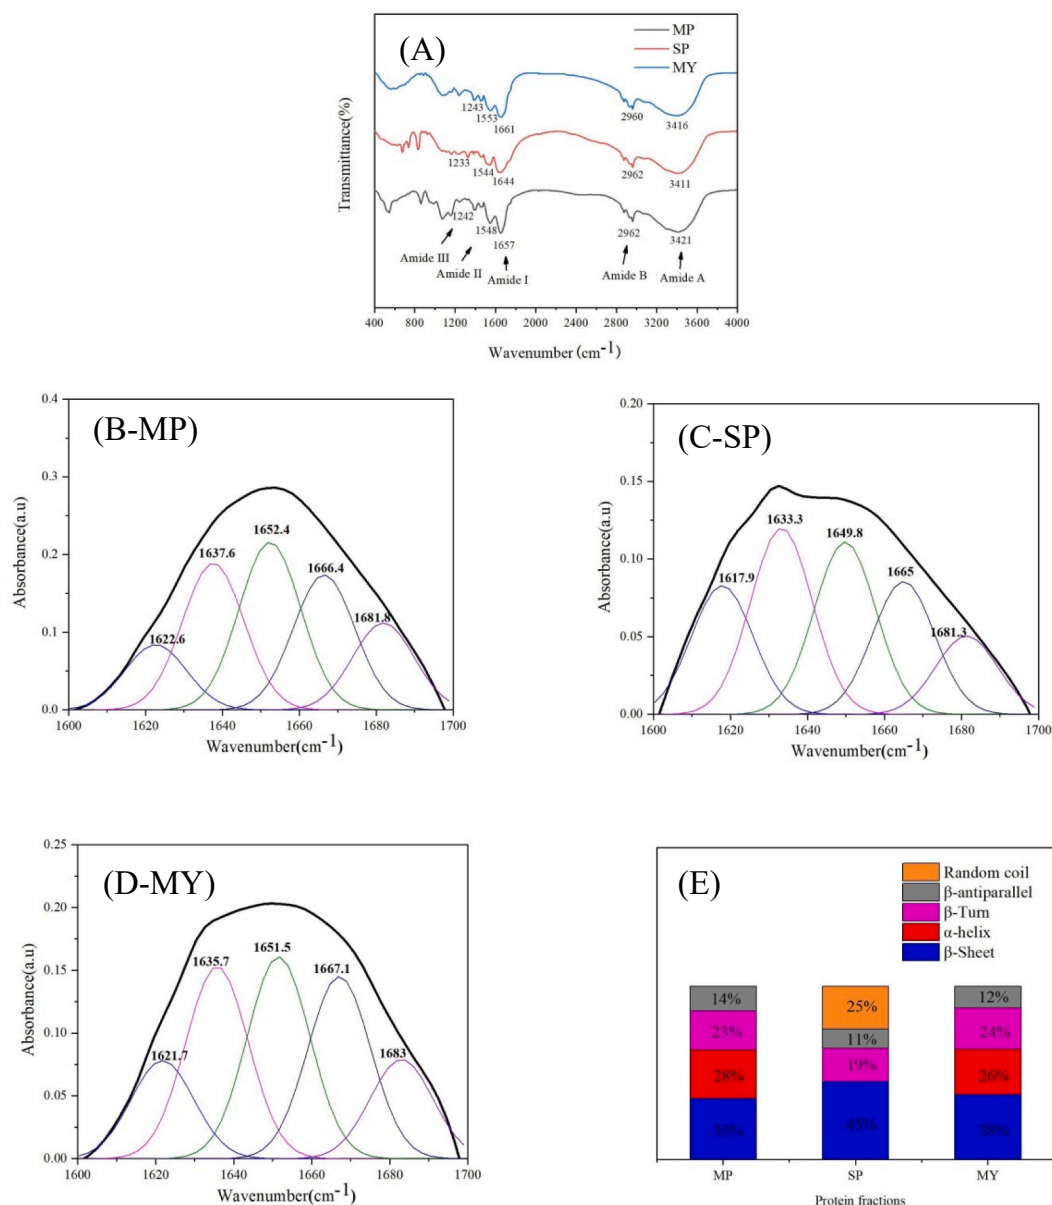 (A)
MP
SP
MY
Transmittance(%)
1243
1553
1661
2960
3416
1233
1544
1644
2962
3411
1242
1548
1657
2962
3421
Amide III
Amide II
Amide I
Amide B
Amide A
400 800 1200 1600 2000 2400 2800 3200 3600 4000
Wavenumber (cm-1)
(B-MP)
0.4
0.3
0.2
0.1
0.0
Absorbance(a.u)
1622.6
1637.6
1652.4
1666.4
1681.8
1600 1620 1640 1660 1680 1700
Wavenumber(cm-1)
(C-SP)
0.20
0.15
0.10
0.05
0.00
Absorbance(a.u)
1617.9
1633.3
1649.8
1665
1681.3
1600 1620 1640 1660 1680 1700
Wavenumber(cm-1)
(D-MY)
0.25
0.20
0.15
0.10
0.05
0.00
Absorbance(a.u)
1621.7
1635.7
1651.5
1667.1
1683
1600 1620 1640 1660 1680 1700
Wavenumber(cm-1)
(E)
Random coil
β-antiparallel
β-Turn
α-helix
β-Sheet
14%
23%
28%
35%
25%
11%
19%
45%
12%
24%
26%
38%
MP SP MY
Protein fractions